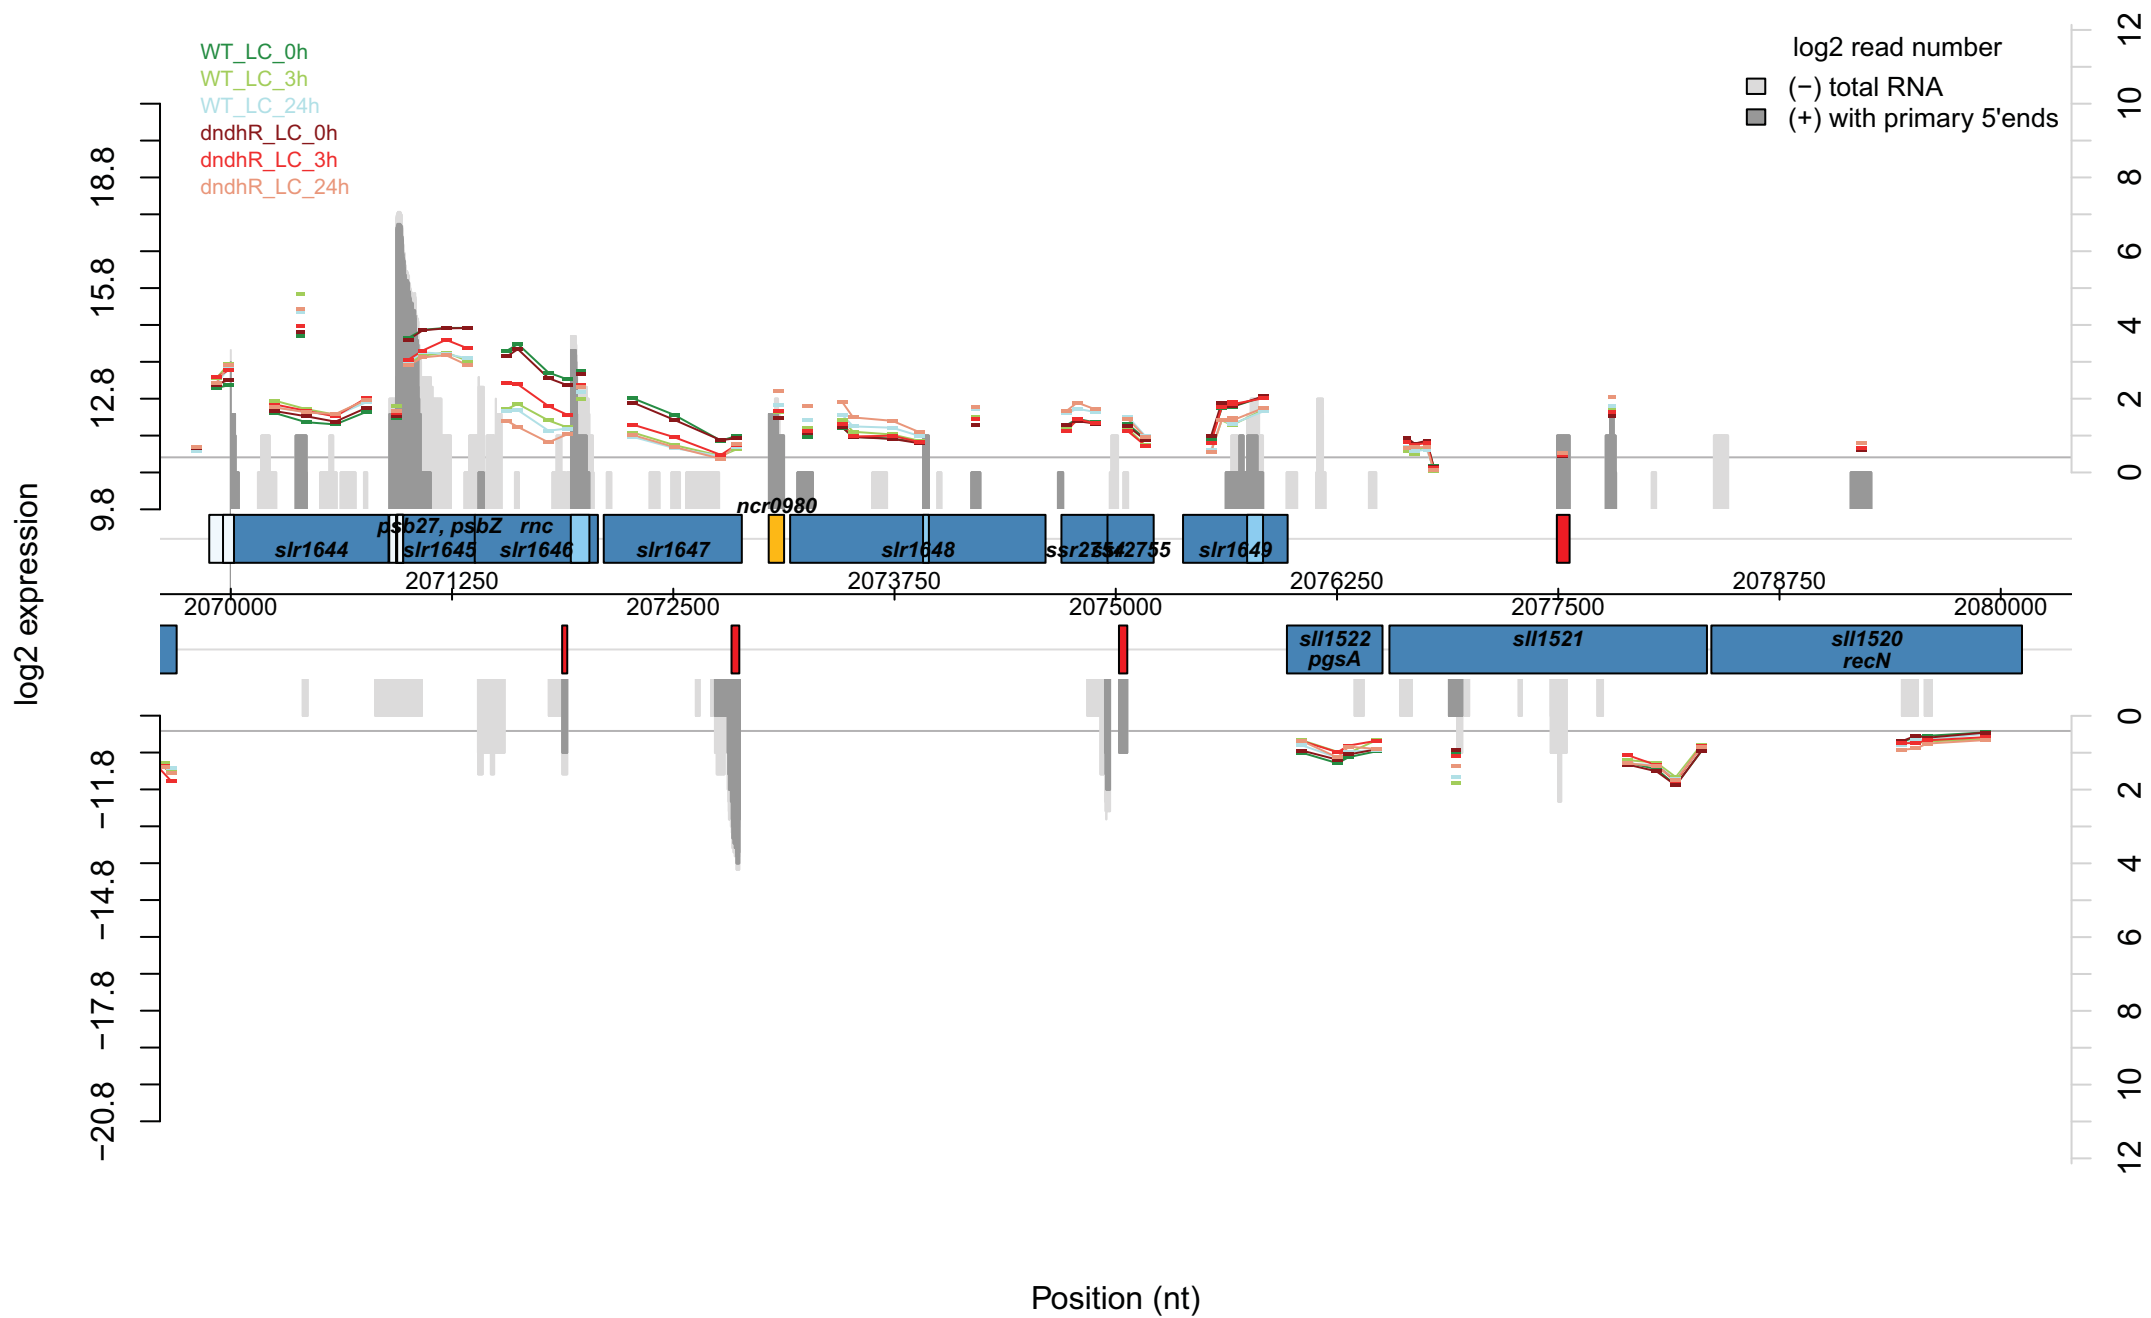 WT_LC_0h
WT_LC_3h
WT_LC_24h
dndhR_LC_0h
dndhR_LC_3h
dndhR_LC_24h
log2 read number
(−) total RNA
(+) with primary 5'ends
log2 expression
18.8
15.8
12.8
9.8
12
10
8
6
4
2
0
ncr0980
psb27, psbZ rnc
slr1644 slr1645 slr1646 slr1647 slr1648 ssr2754 slr1649
2071250 2073750 2076250 2078750
2070000 2072500 2075000 2077500 2080000
sll1522 sll1521 sll1520
pgsA recN
−11.8
−14.8
−17.8
−20.8
0
2
4
6
8
10
12
Position (nt)